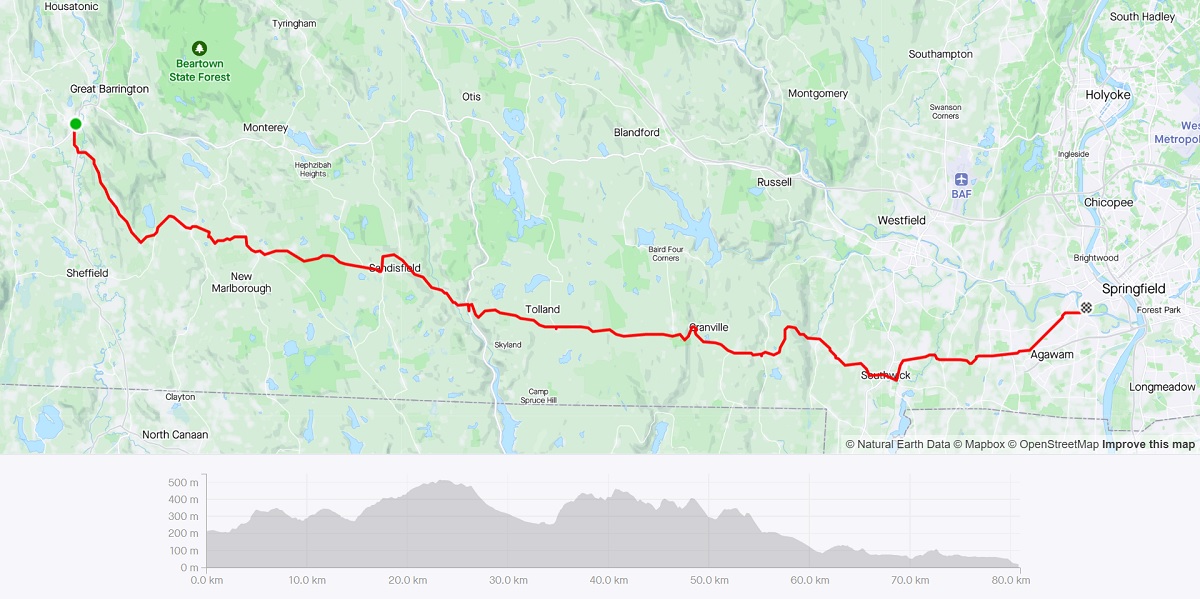 Housatonic
Tyringham
South Hadley
Beartown
State Forest
Southampton
Great Barrington
Otis
Montgomery
Holyoke
Swanson
Corners
Monterey
Blandford
Wes
Metropol
Hephzibah
Heights
Ingleside
Russell
BAF
Chicopee
Westfield
Baird Four
Corners
Brightwood
Sheffield
Sandisfield
New
Marlborough
Springfield
Tolland
Forest Park
Granville
Skyland
Agawam
Southwick
Longmeadow
Clayton
Camp
Spruce Hill
North Canaan
© Natural Earth Data © Mapbox © OpenStreetMap Improve this map
500 m
400 m
300 m
200 m
100 m
0 m
0.0 km
10.0 km
20.0 km
30.0 km
40.0 km
50.0 km
60.0 km
70.0 km
80.0 km